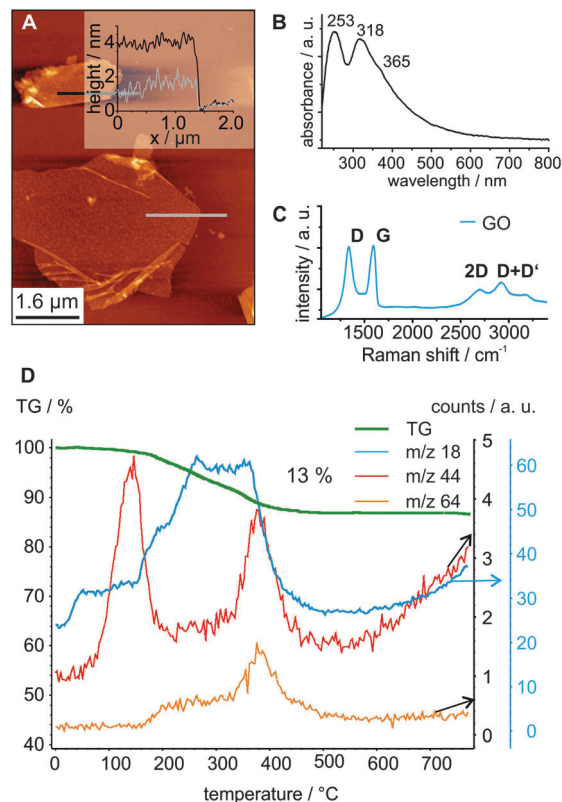 A
height / nm
4
2
0
0
1.0
2.0
x / µm
1.6 µm
B
absorbance / a. u.
253
318
365
300 400 500 600 700 800
wavelength / nm
C
intensity / a. u.
D
G
GO
2D D+D‘
1500 2250 3000
Raman shift / cm-1
D
TG / %
counts / a. u.
100
90
80
70
60
50
40
13 %
TG
m/z 18
m/z 44
m/z 64
5
4
3
2
1
0
60
50
40
30
20
10
0
0 100 200 300 400 500 600 700
temperature / °C